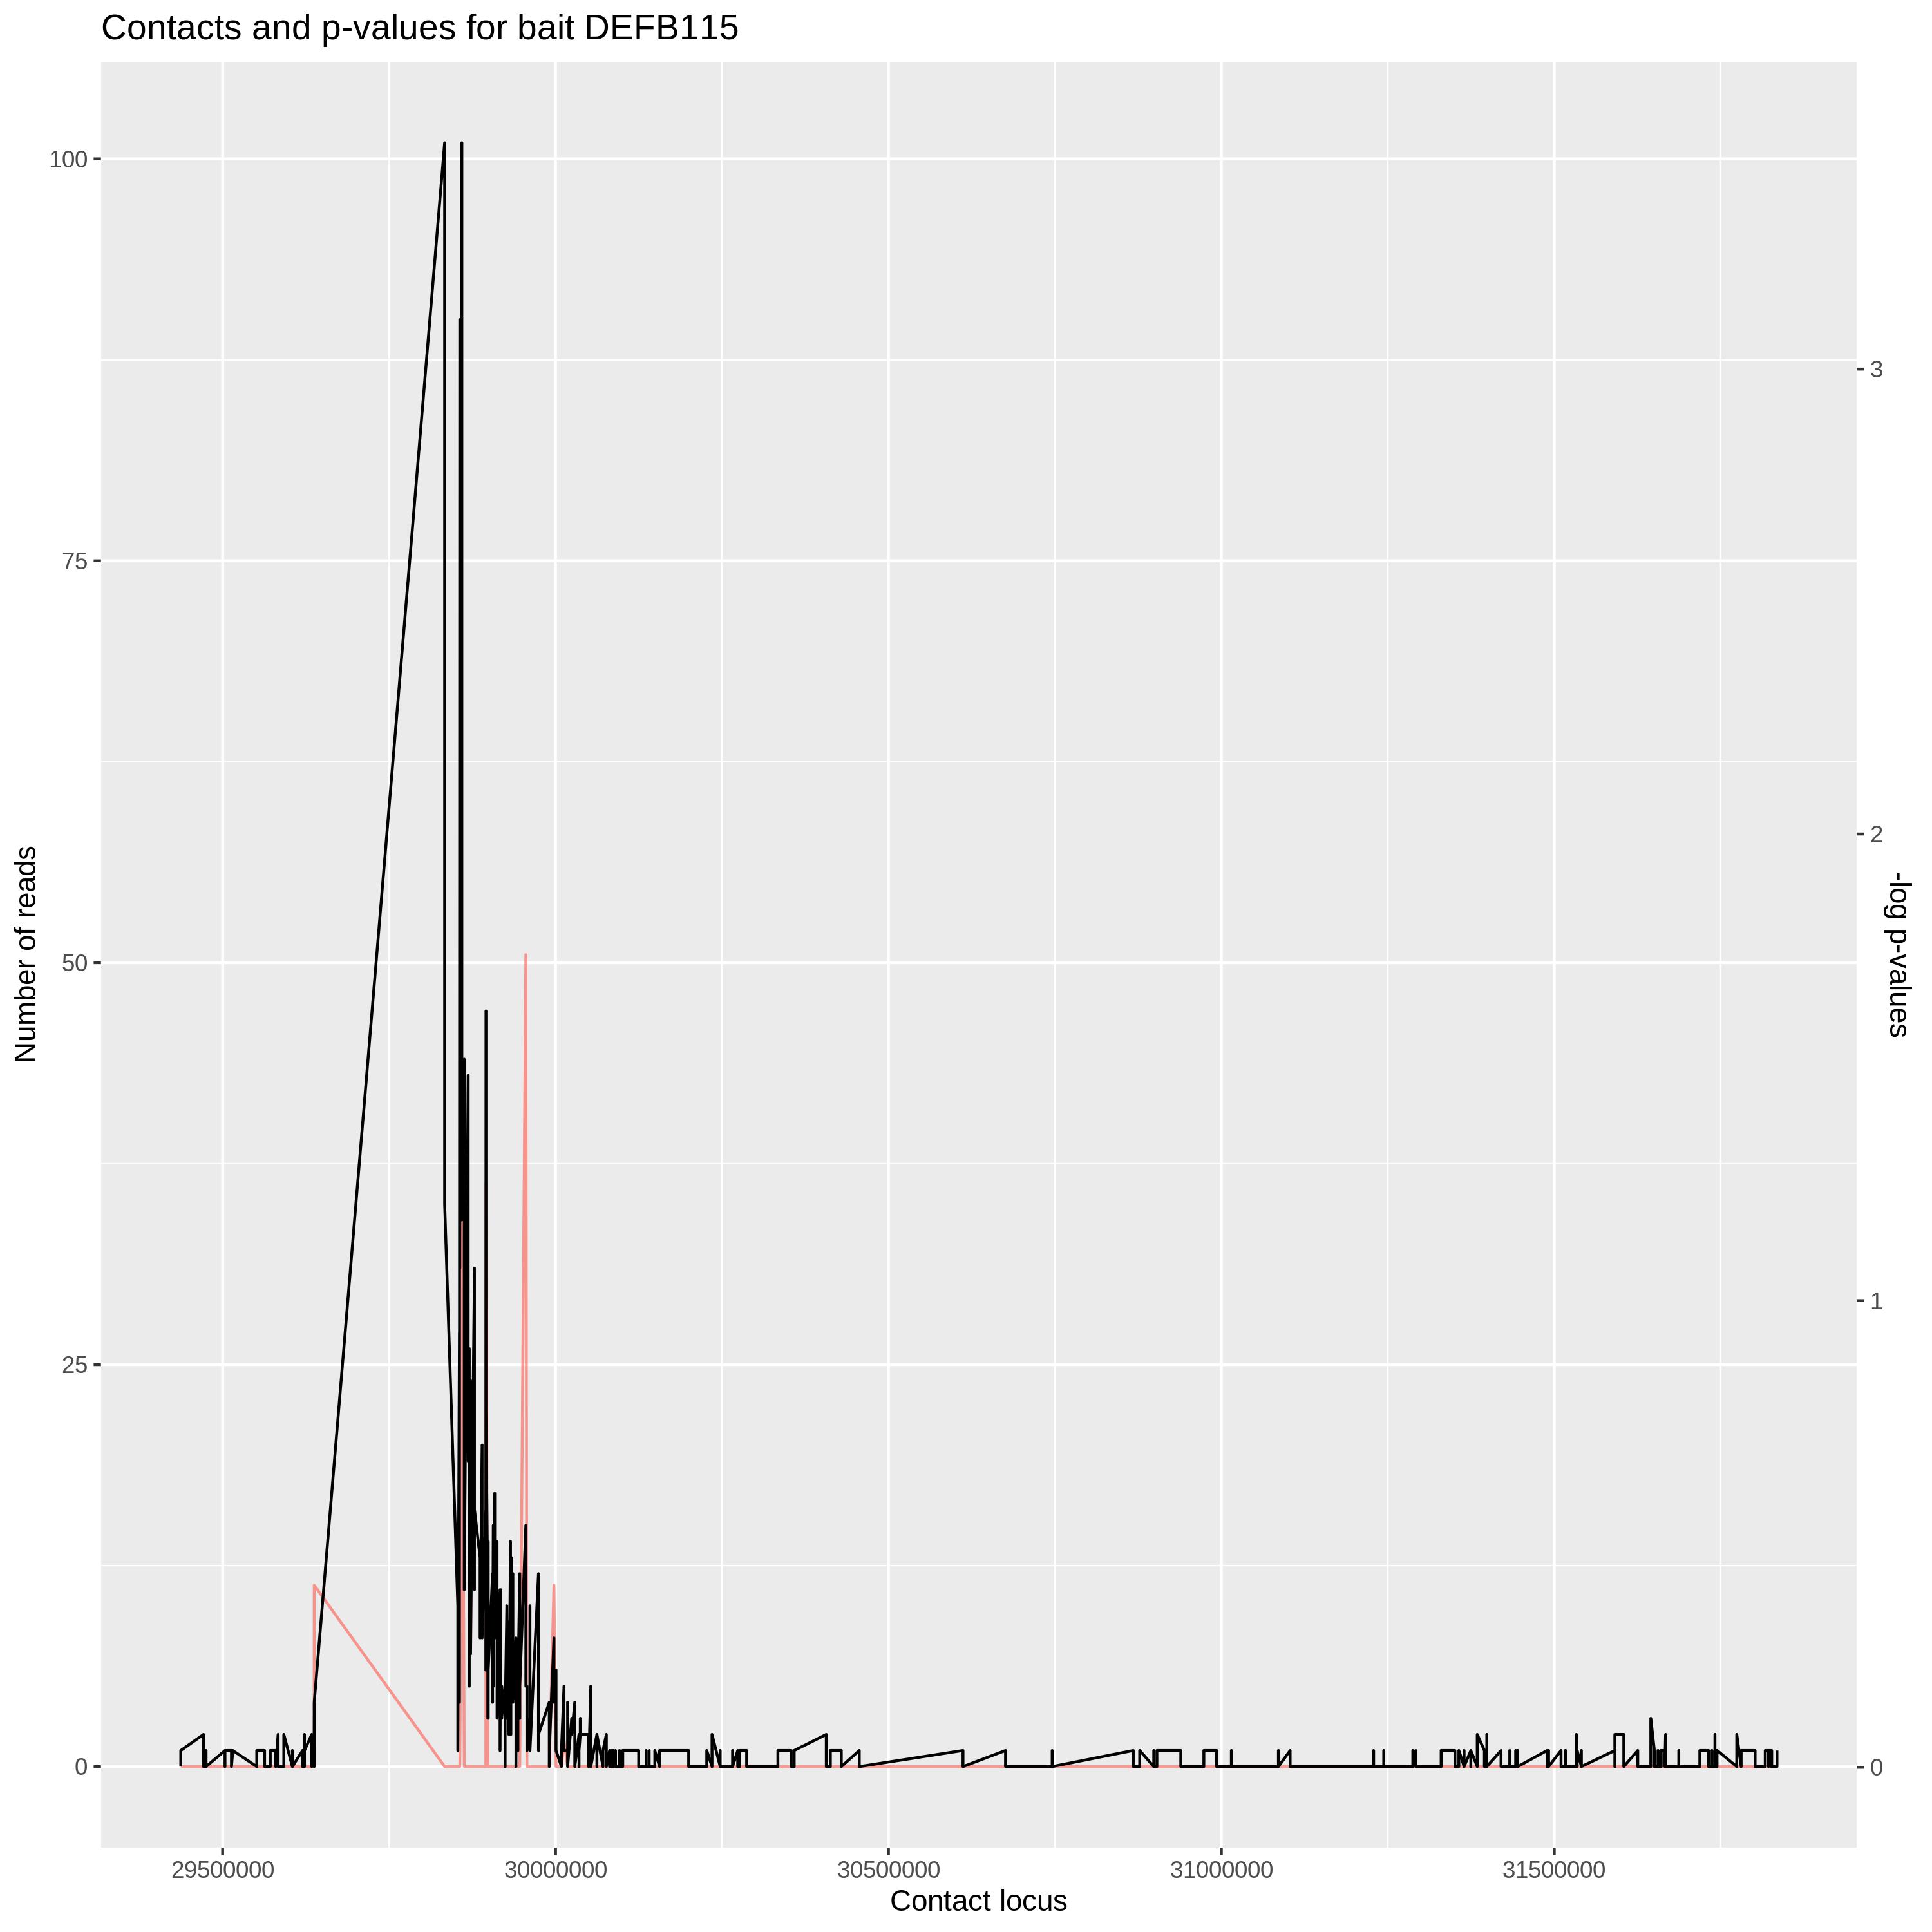 Contacts and p-values for bait DEFB115
100
75
50
25
0
Number of reads
3
2
1
0
-log p-values
29500000 30000000 30500000 31000000 31500000
Contact locus